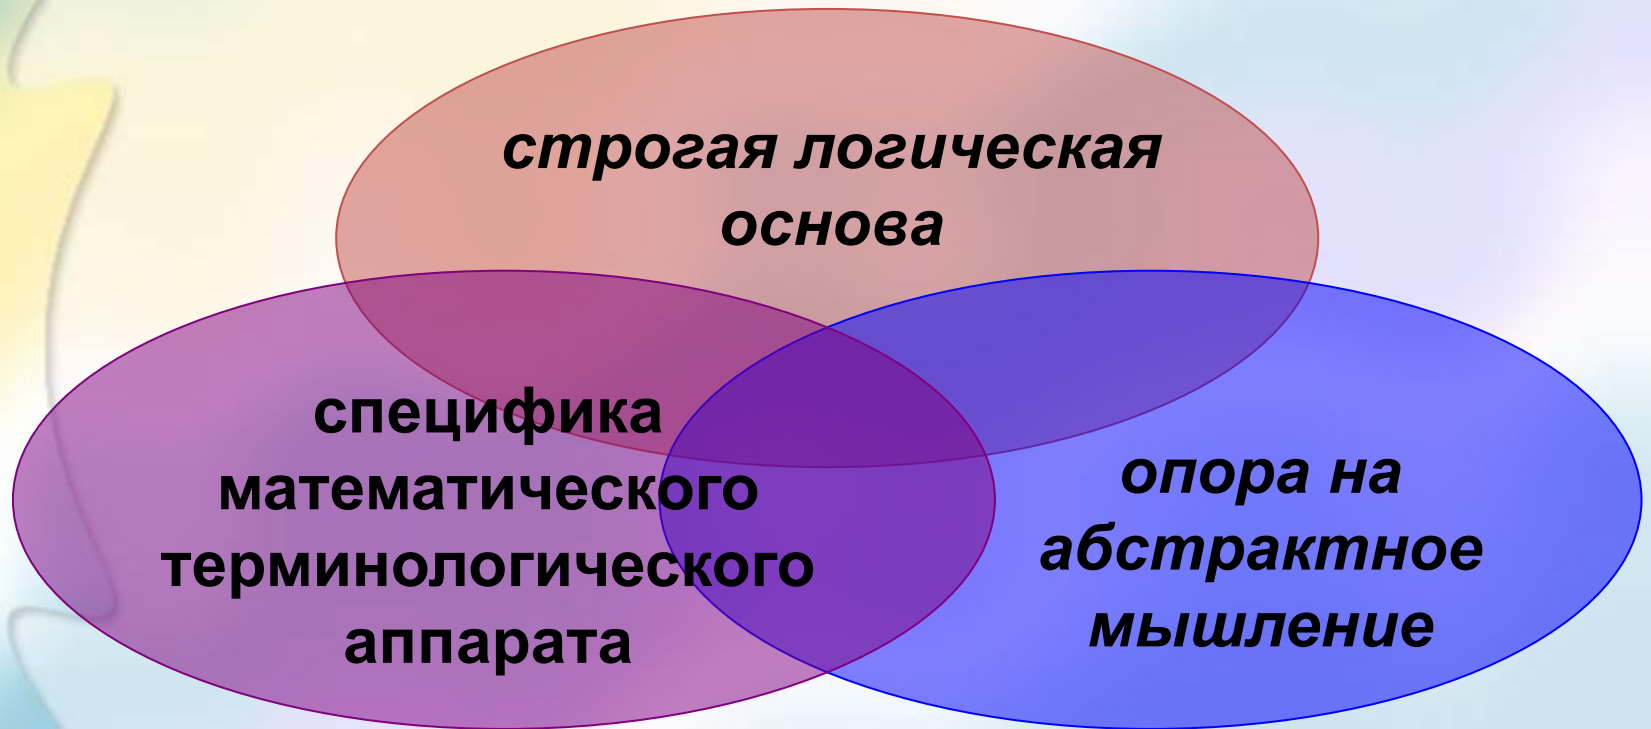 строгая логическая
основа
специфика
математического
терминологического
аппарата
опора на
абстрактное
мышление